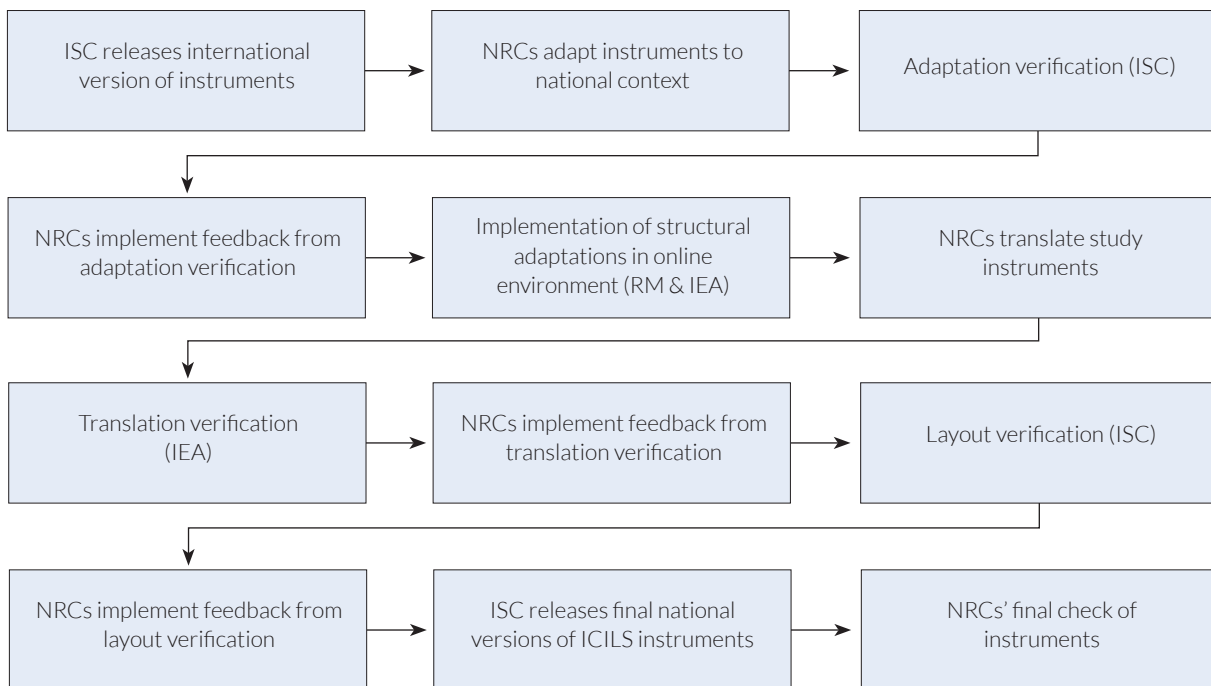 ISC releases international
version of instruments
NRCs adapt instruments to
national context
Adaptation verification (ISC)
NRCs implement feedback from
adaptation verification
Implementation of structural
adaptations in online
environment (RM & IEA)
NRCs translate study
instruments
Translation verification
(IEA)
NRCs implement feedback from
translation verification
Layout verification (ISC)
NRCs implement feedback from
layout verification
ISC releases final national
versions of ICILS instruments
NRCs’ final check of
instruments